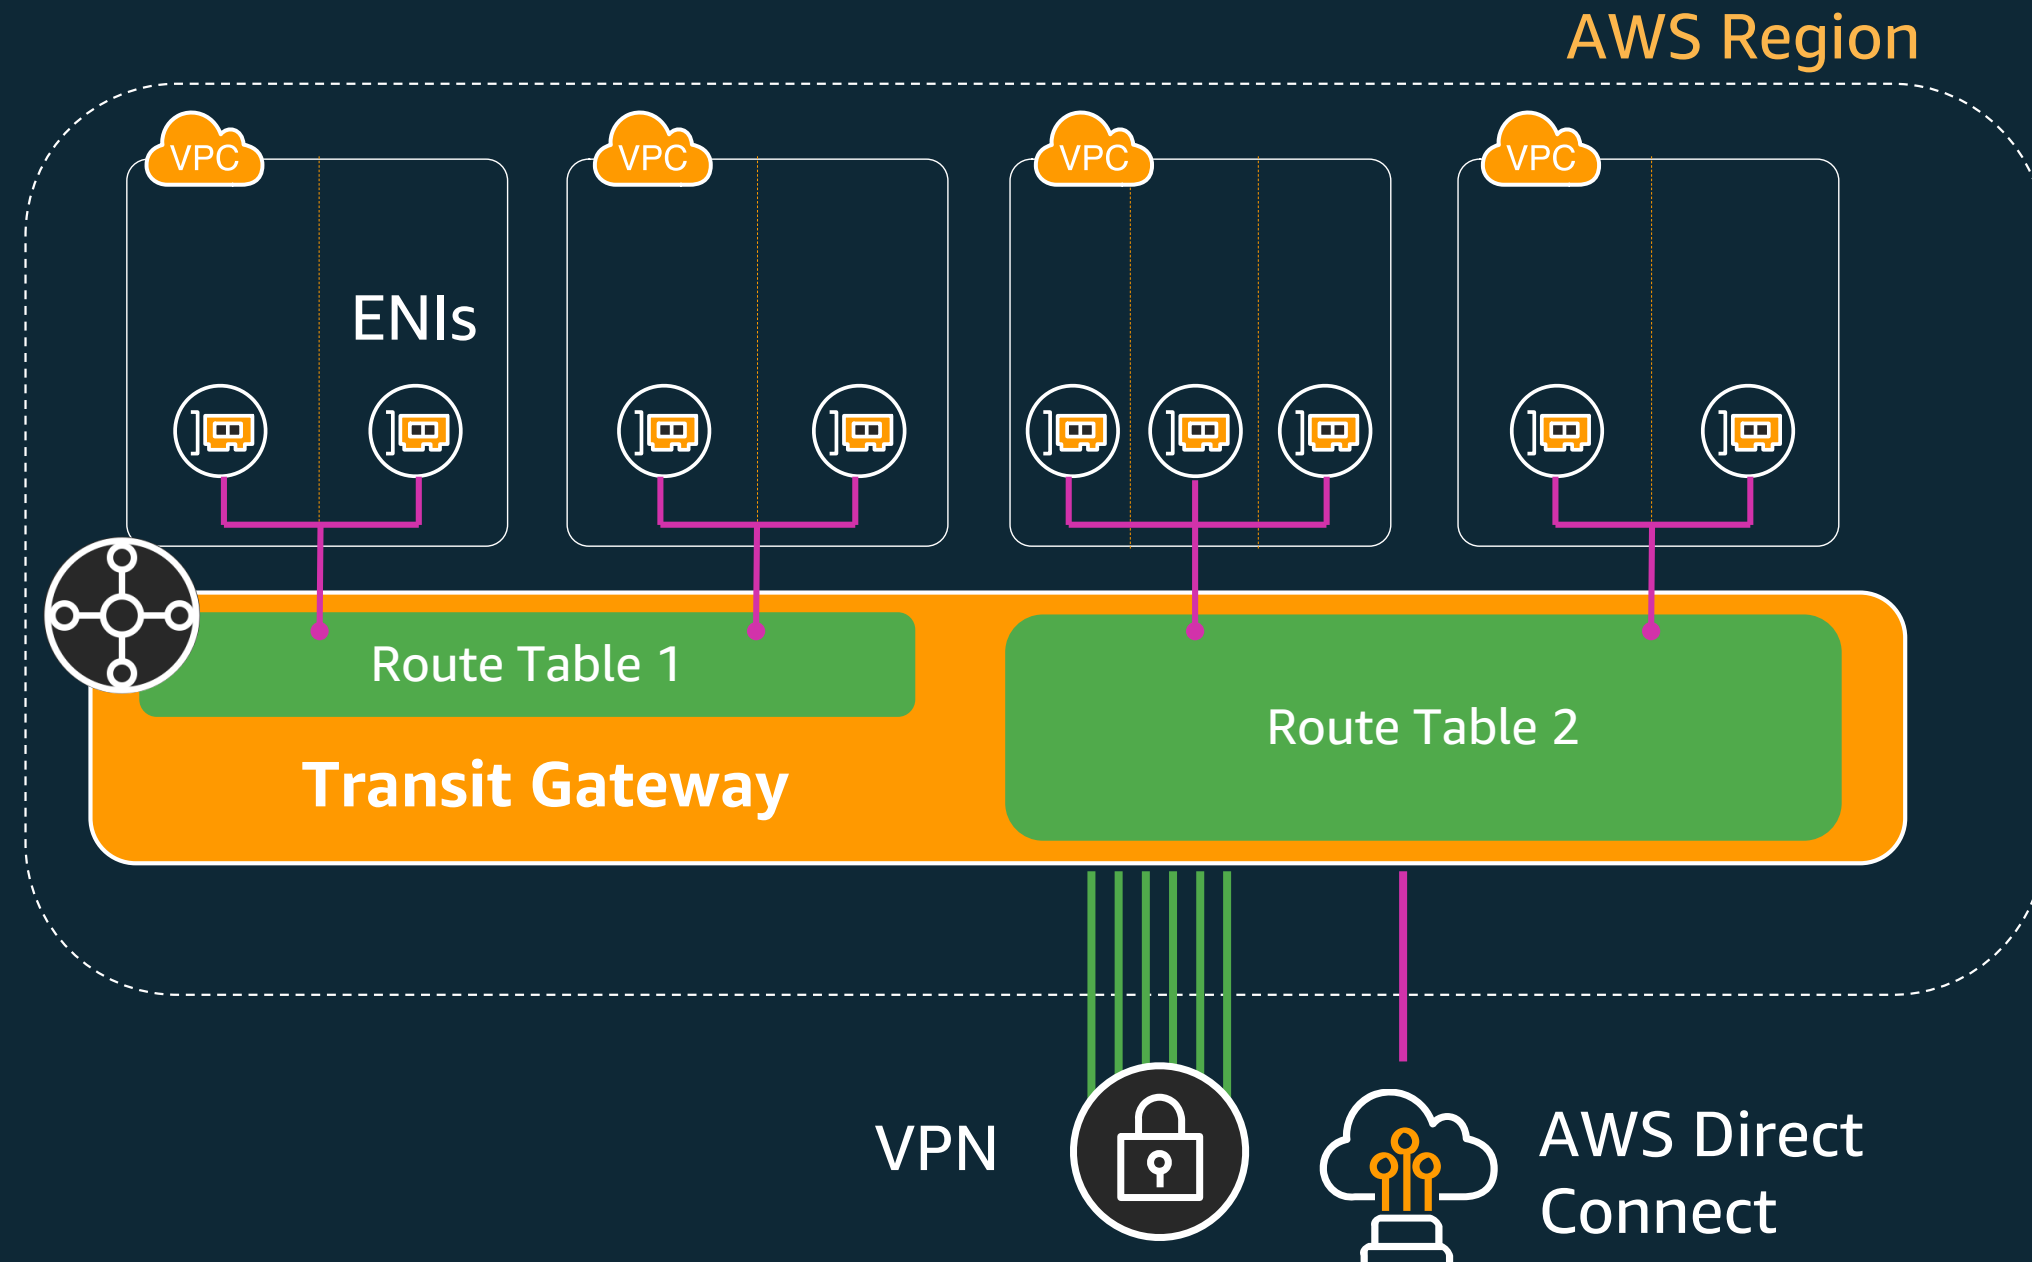 AWS Region
VPC
VPC
VPC
VPC
ENIs
Route Table 1
Route Table 2
Transit Gateway
VPN
AWS Direct
Connect